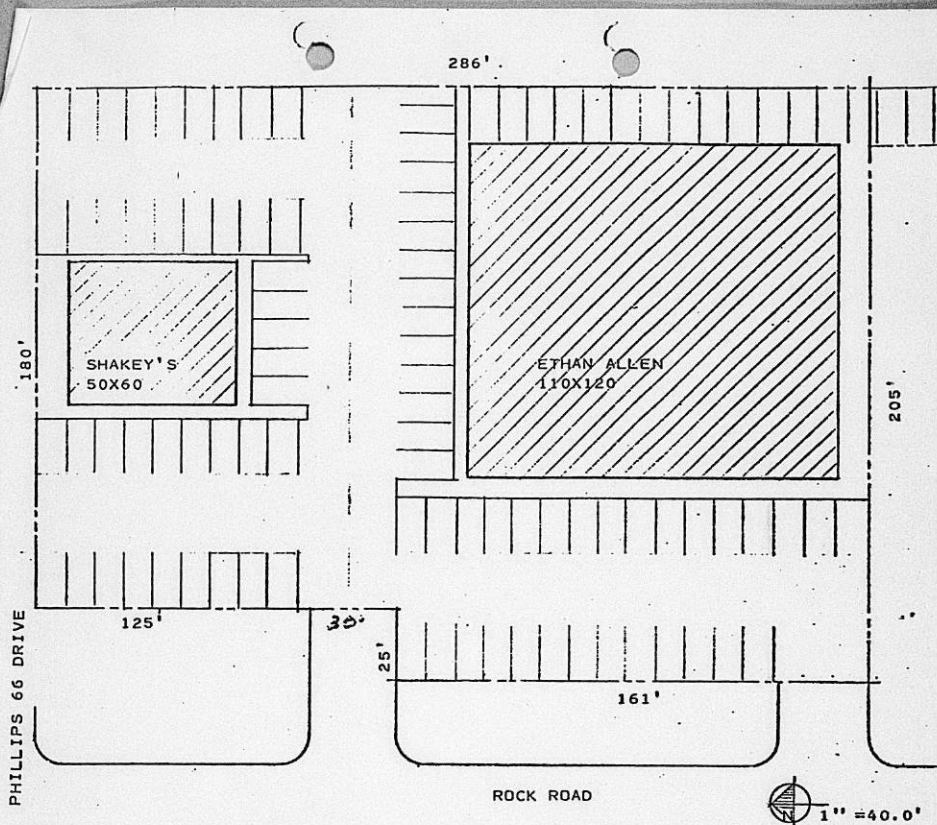 286'
SHAKEY'S
50X60
180'
ETHAN ALLEN
110X120
205'
125'
30'
25'
161'
PHILLIPS 66 DRIVE
ROCK ROAD
N
1" =40.0'